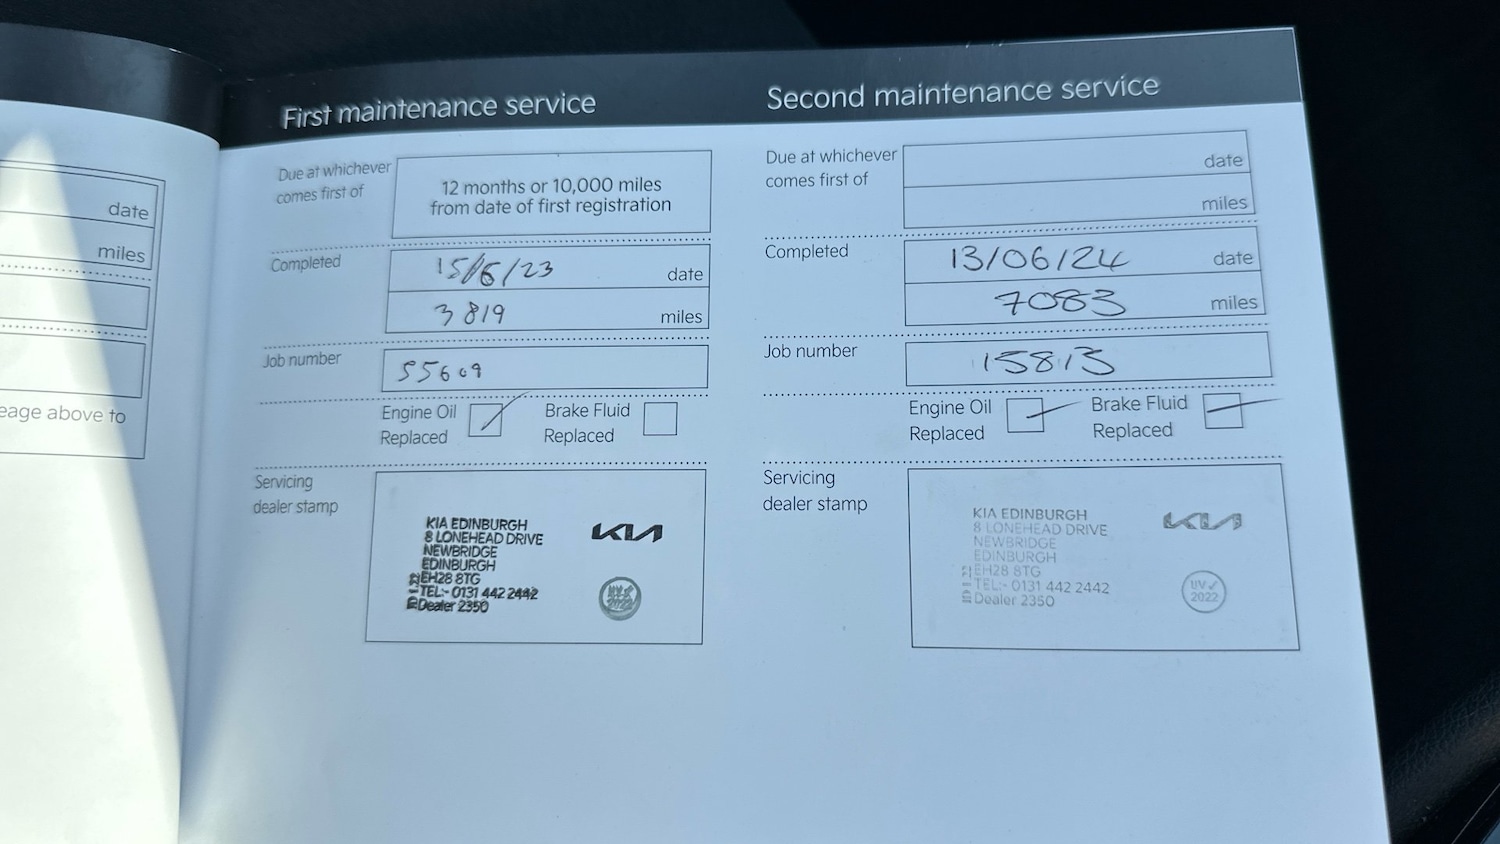 date
miles
eage above to
First maintenance service
Due at whichever
comes first of
12 months or 10,000 miles
from date of first registration
Completed
15/6/23 date
3819 miles
Job number
55609
Engine Oil
Replaced
Brake Fluid
Replaced
Servicing
dealer stamp
KIA EDINBURGH
8 LONEHEAD DRIVE
NEWBRIDGE
EDINBURGH
EH28 8TG
TEL:- 0131 442 2442
Dealer 2350
KIA
2022
Second maintenance service
Due at whichever
comes first of
date
miles
Completed
13/06/24 date
7083 miles
Job number
15813
Engine Oil
Replaced
Brake Fluid
Replaced
Servicing
dealer stamp
KIA EDINBURGH
8 LONEHEAD DRIVE
NEWBRIDGE
EDINBURGH
EH28 8TG
TEL:- 0131 442 2442
Dealer 2350
KIA
UV✓
2022